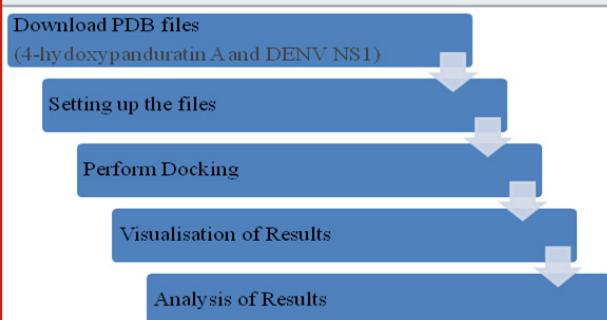 Download PDB files
(4-hydoxypanduratin A and DENV NS1)
Setting up the files
Perform Docking
Visualisation of Results
Analysis of Results